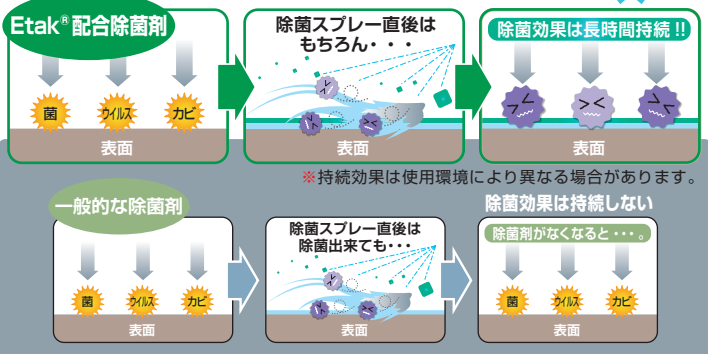 Etak® 配合除菌剤
除菌スプレー直後は
もちろん・・・
除菌効果は長時間持続!!
菌
ウイルス
カビ
表面
表面
表面
※持続効果は使用環境により異なる場合があります。
一般的な除菌剤
除菌スプレー直後は
除菌出来ても・・・
除菌効果は持続しない
除菌剤がなくなると・・・。
菌
ウイルス
カビ
表面
表面
菌
ウイルス
カビ
表面